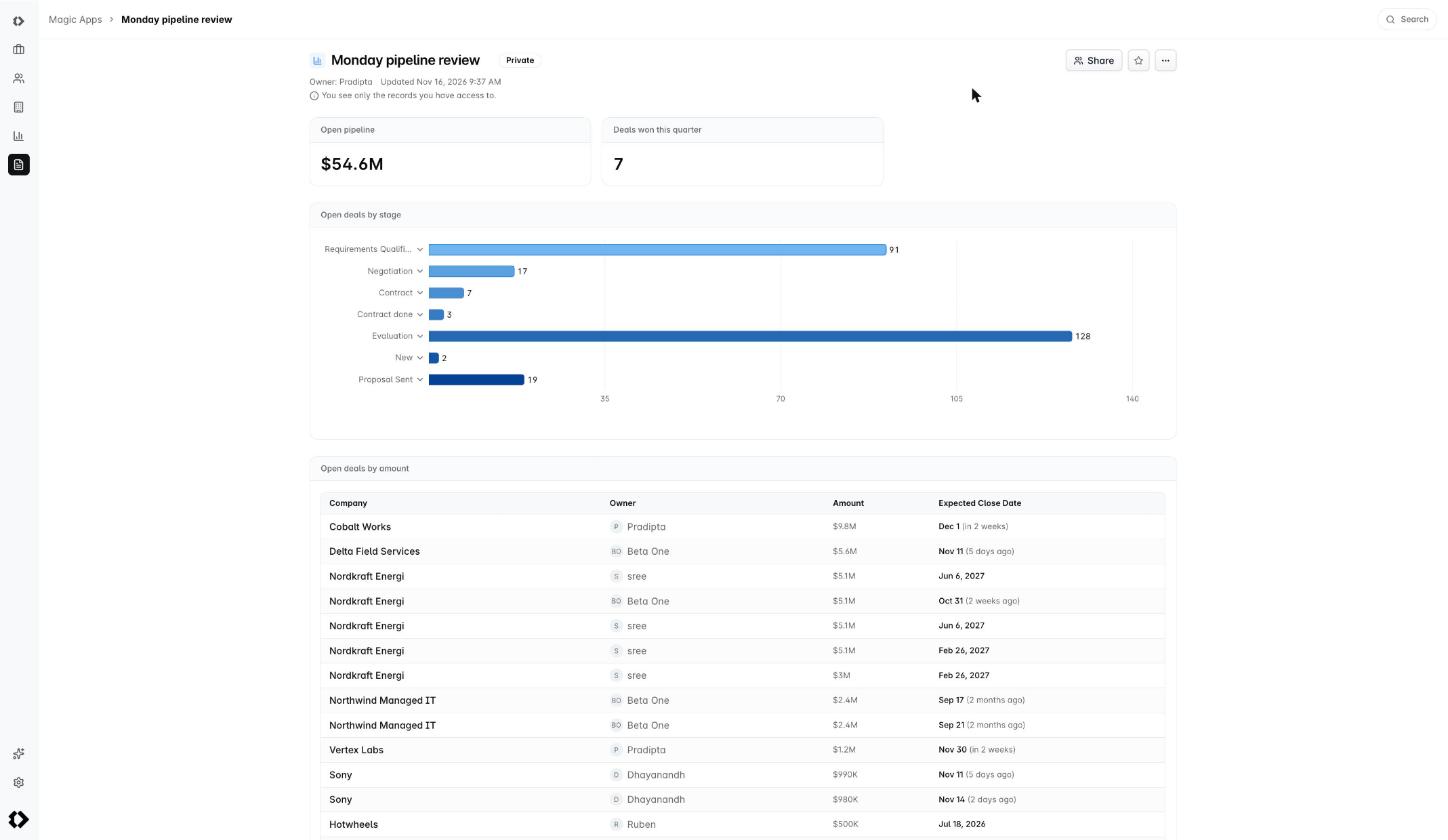 Magic Apps > Monday pipeline review
Search
Monday pipeline review
Private
Share
Owner: Pradipta Updated Nov 16, 2026 9:37 AM
You see only the records you have access to.
Open pipeline
$54.6M
Deals won this quarter
7
Open deals by stage
Requirements Qualifi... 91
Negotiation 17
Contract 7
Contract done 3
Evaluation 128
New 2
Proposal Sent 19
35 70 105 140
Open deals by amount
Company Owner Amount Expected Close Date
Cobalt Works P Pradipta $9.8M Dec 1 (in 2 weeks)
Delta Field Services BO Beta One $5.6M Nov 11 (5 days ago)
Nordkraft Energi S sree $5.1M Jun 6, 2027
Nordkraft Energi BO Beta One $5.1M Oct 31 (2 weeks ago)
Nordkraft Energi S sree $5.1M Jun 6, 2027
Nordkraft Energi S sree $5.1M Feb 26, 2027
Nordkraft Energi S sree $3M Feb 26, 2027
Northwind Managed IT BO Beta One $2.4M Sep 17 (2 months ago)
Northwind Managed IT BO Beta One $2.4M Sep 21 (2 months ago)
Vertex Labs P Pradipta $1.2M Nov 30 (in 2 weeks)
Sony D Dhayanandh $990K Nov 11 (5 days ago)
Sony D Dhayanandh $980K Nov 14 (2 days ago)
Hotwheels R Ruben $500K Jul 18, 2026